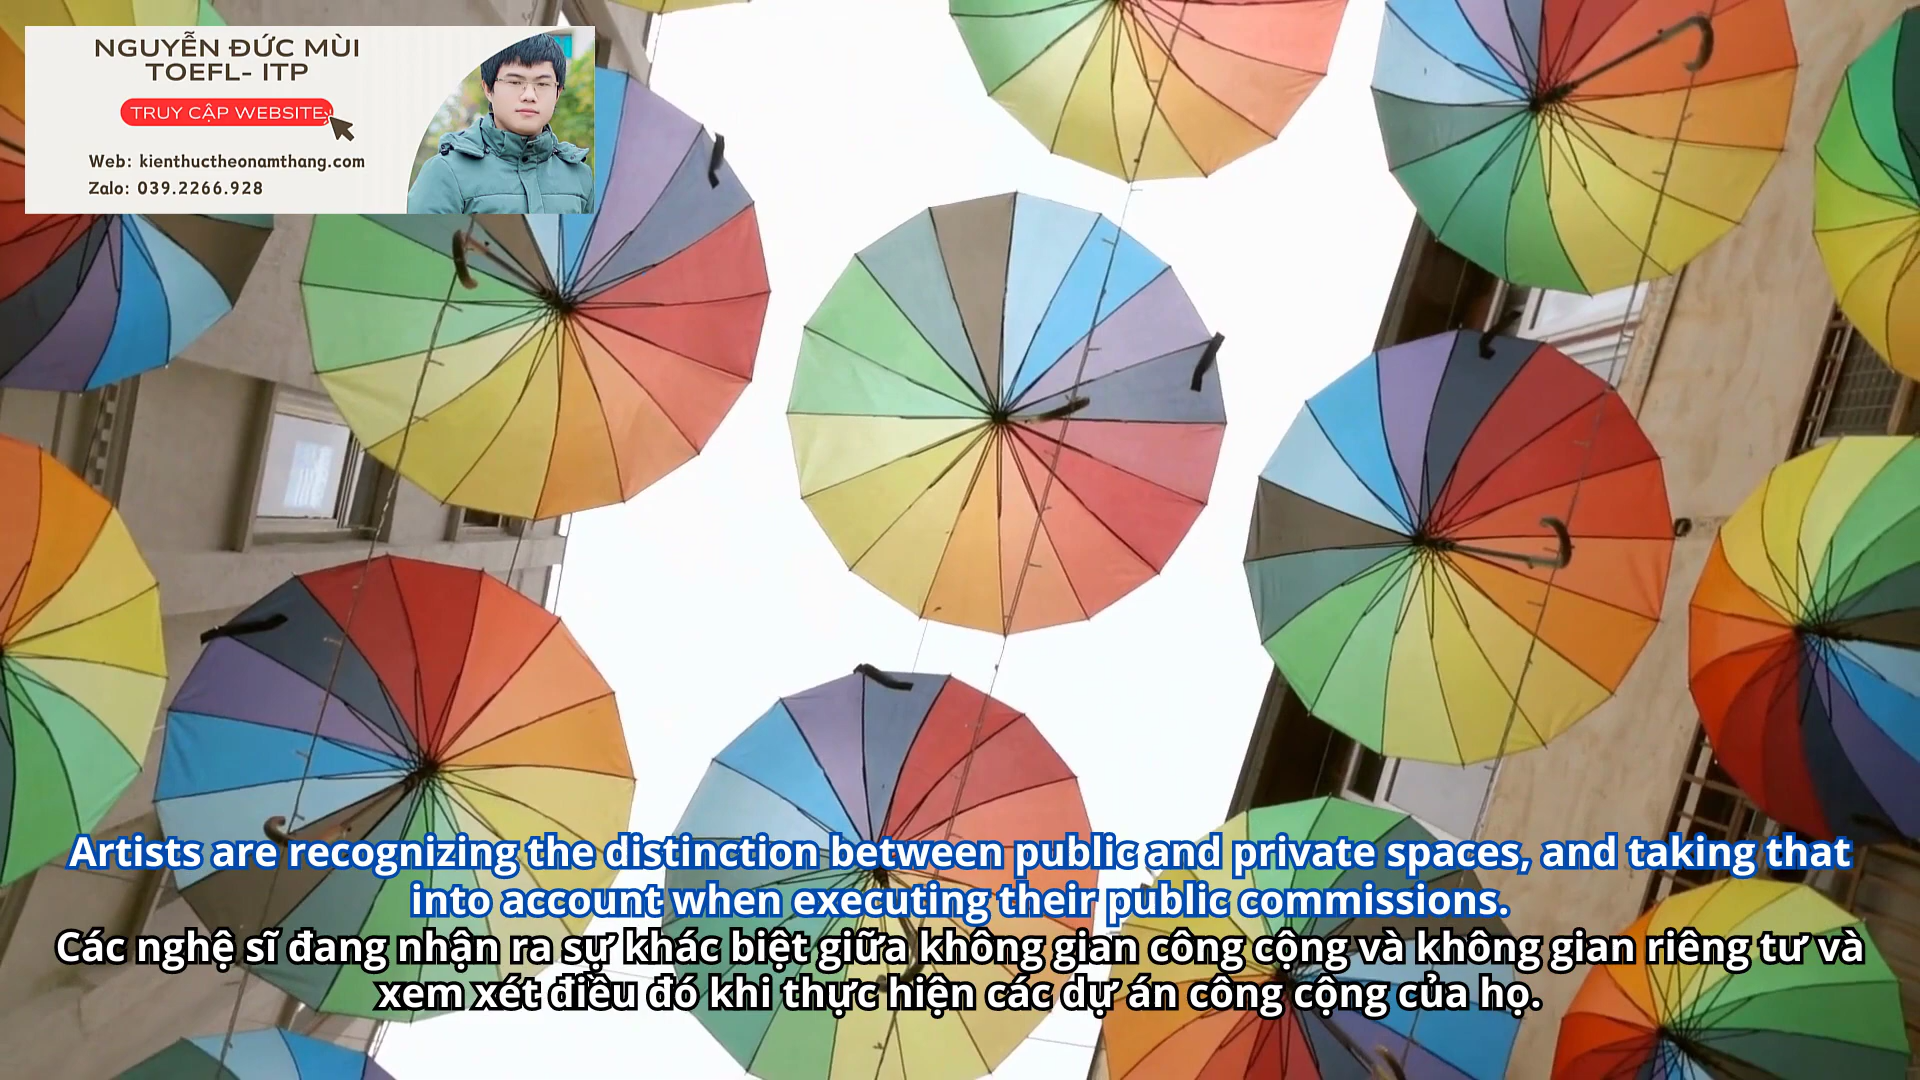 NGUYỄN ĐỨC MÙI
TOEFL- ITP
TRUY CẬP WEBSITE
Web: kienthuctheonamthang.com
Zalo: 039.2266.928
Artists are recognizing the distinction between public and private spaces, and taking that
into account when executing their public commissions.
Các nghệ sĩ đang nhận ra sự khác biệt giữa không gian công cộng và không gian riêng tư và
xem xét điều đó khi thực hiện các dự án công cộng của họ.